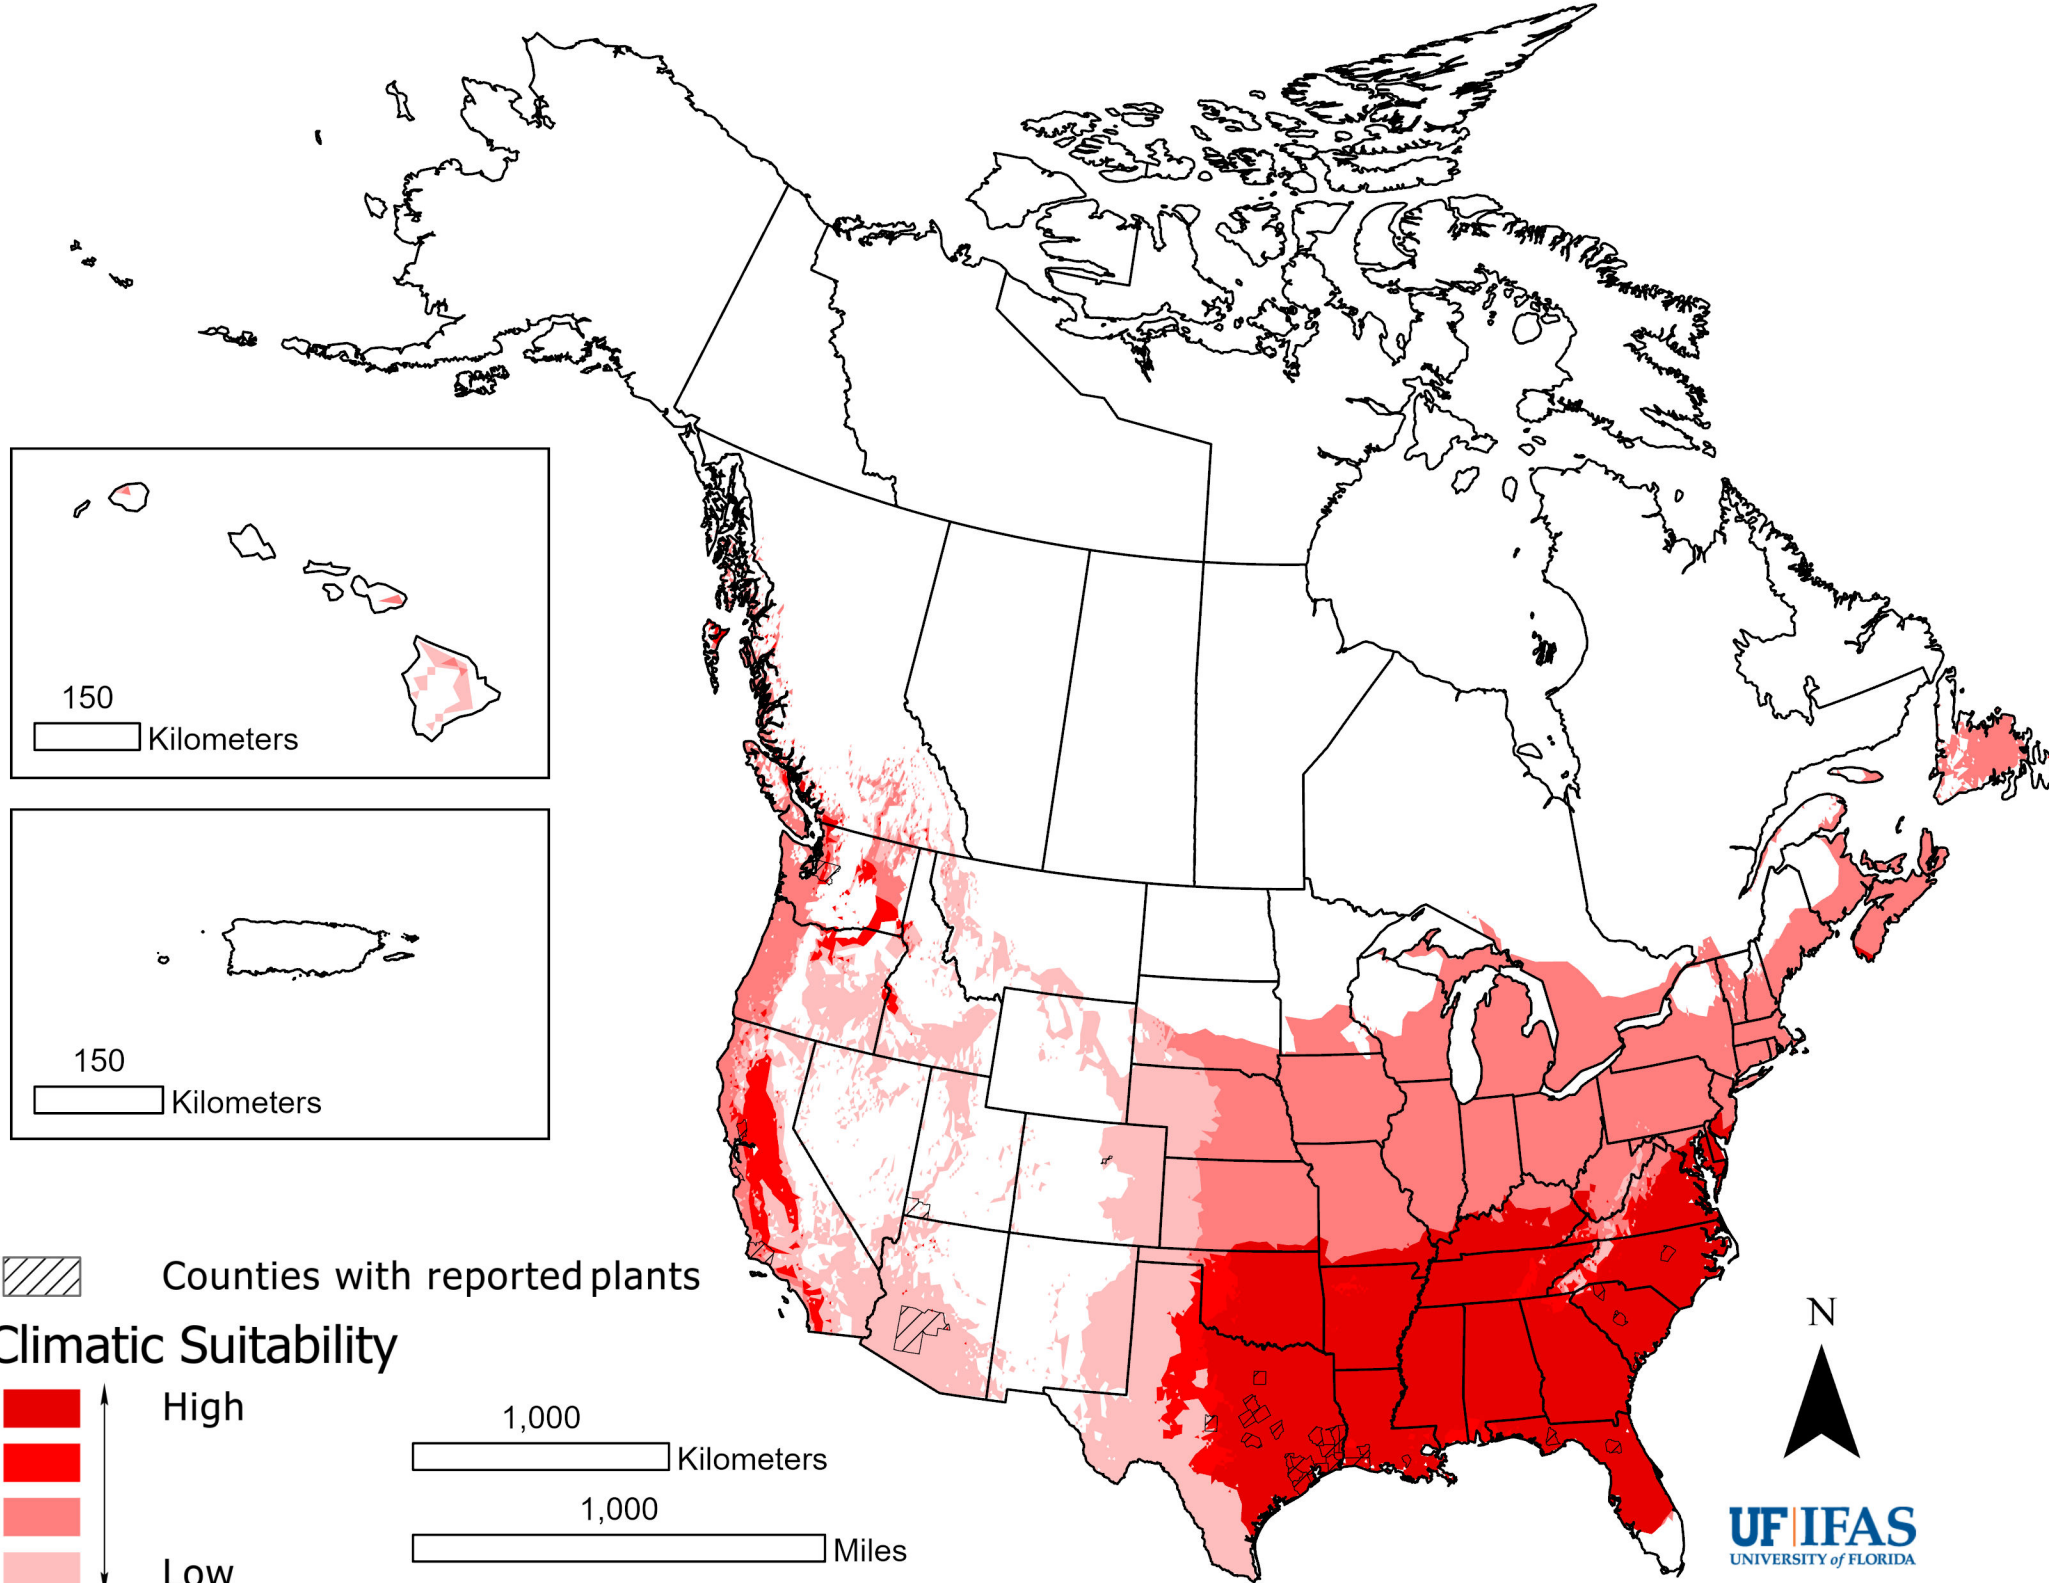 150
Kilometers
150
Kilometers
Counties with reported plants
Climatic Suitability
High
Low
1,000
Kilometers
1,000
Miles
N
UF|IFAS
UNIVERSITY of FLORIDA